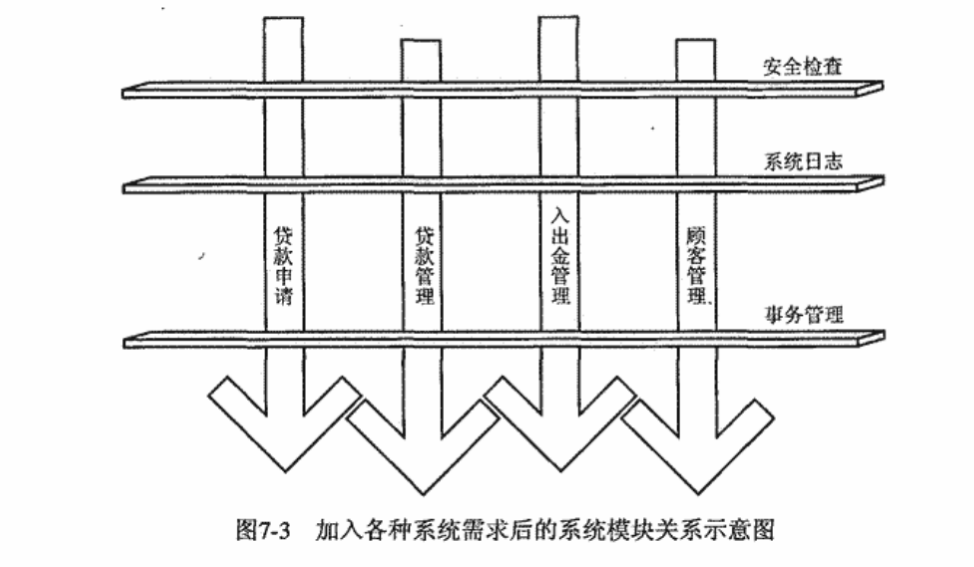 安全检查
系统日志
贷款申请
贷款管理
入出金管理
顾客管理
事务管理
图7-3 加入各种系统需求后的系统模块关系示意图